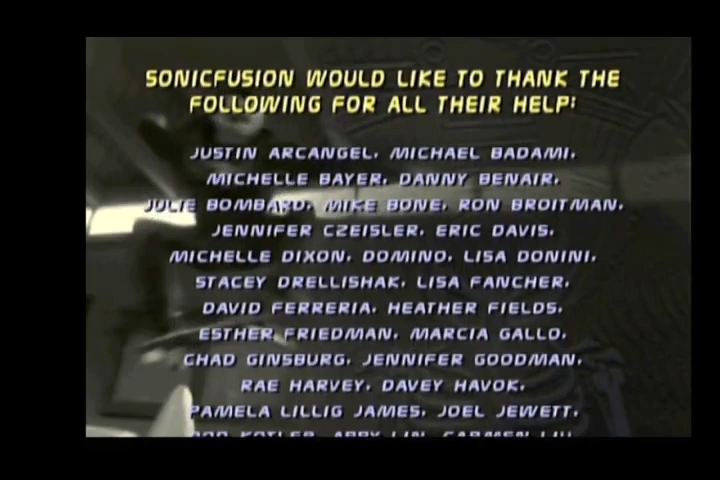 SONICFUSION WOULD LIKE TO THANK THE
FOLLOWING FOR ALL THEIR HELP:
JUSTIN ARCANGEL, MICHAEL BADAMI,
MICHELLE BAYER, DANNY BENAIR,
JULIE BOMBARD, MIKE BONE, RON BROITMAN,
JENNIFER CZEISLER, ERIC DAVIS,
MICHELLE DIXON, DOMINO, LISA DONINI,
STACEY DRELLISHAK, LISA FANCHER,
DAVID FERRERIA, HEATHER FIELDS,
ESTHER FRIEDMAN, MARCIA GALLO,
CHAD GINSBURG, JENNIFER GOODMAN,
RAE HARVEY, DAVEY HAVOK,
PAMELA LILLIG JAMES, JOEL JEWETT,